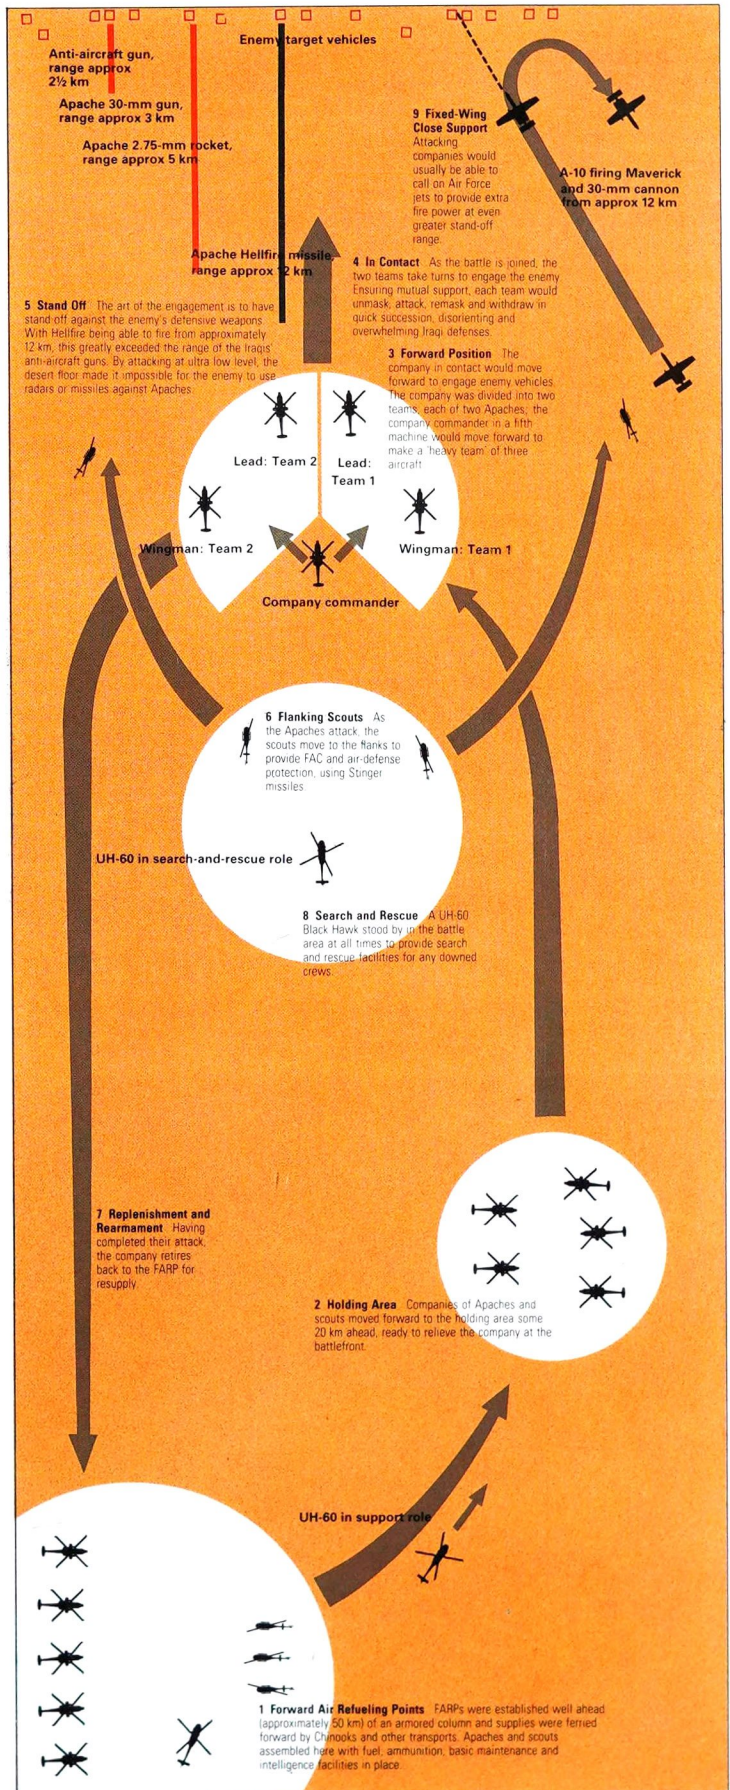 Enemy target vehicles
Anti-aircraft gun,
range approx
2½ km
Apache 30-mm gun,
range approx 3 km
Apache 2.75-mm rocket,
range approx 5 km
Apache Hellfire missile,
range approx 12 km
9 Fixed-Wing
Close Support
Attacking
companies would
usually be able to
call on Air Force
jets to provide extra
fire power at even
greater stand-off
range.
A-10 firing Maverick
and 30-mm cannon
from approx 12 km
4 In Contact As the battle is joined, the
two teams take turns to engage the enemy
Ensuring mutual support, each team would
unmask, attack, remask and withdraw in
quick succession, disorienting and
overwhelming Iraqi defenses.
5 Stand Off The art of the engagement is to have
stand-off against the enemy's defensive weapons.
With Hellfire being able to fire from approximately
12 km, this greatly exceeded the range of the Iraqis'
anti-aircraft guns. By attacking at ultra low level, the
desert floor made it impossible for the enemy to use
radars or missiles against Apaches.
3 Forward Position The
company in contact would move
forward to engage enemy vehicles.
The company was divided into two
teams, each of two Apaches; the
company commander in a fifth
machine would move forward to
make a 'heavy team' of three
aircraft
Lead: Team 2
Lead:
Team 1
Wingman: Team 2
Wingman: Team 1
Company commander
6 Flanking Scouts As
the Apaches attack, the
scouts move to the flanks to
provide FAC and air-defense
protection, using Stinger
missiles.
UH-60 in search-and-rescue role
8 Search and Rescue A UH-60
Black Hawk stood by in the battle
area at all times to provide search
and rescue facilities for any downed
crews.
7 Replenishment and
Rearmament Having
completed their attack,
the company retires
back to the FARP for
resupply.
2 Holding Area Companies of Apaches and
scouts moved forward to the holding area some
20 km ahead, ready to relieve the company at the
battlefront.
UH-60 in support role
1 Forward Air Refueling Points FARPs were established well ahead
(approximately 50 km) of an armored column and supplies were ferried
forward by Chinooks and other transports. Apaches and scouts
assembled here with fuel, ammunition, basic maintenance and
intelligence facilities in place.